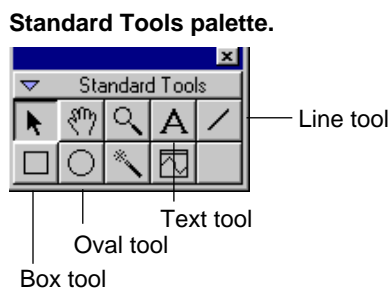 Standard Tools palette.
Standard Tools
A
Line tool
Text tool
Oval tool
Box tool